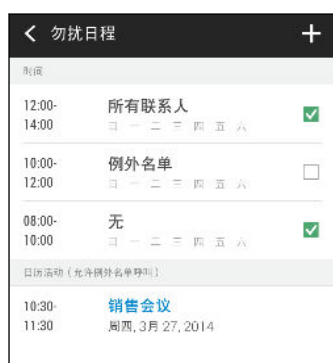 勿扰日程
时间
12:00-
14:00
所有联系人
日 一 二 三 四 五 六
10:00-
12:00
例外名单
日 一 二 三 四 五 六
08:00-
10:00
无
日 一 二 三 四 五 六
日历活动 (允许例外名单呼叫)
10:30-
11:30
销售会议
周四, 3月 27, 2014